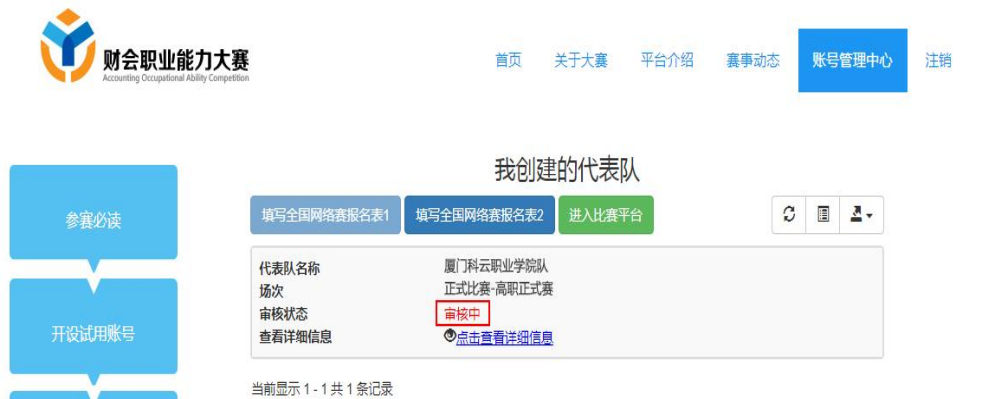 财会职业能力大赛
Accounting Occupational Ability Competition
首页 关于大赛 平台介绍 赛事动态 账号管理中心 注销
我创建的代表队
参赛必读
填写全国网络赛报名表1 填写全国网络赛报名表2 进入比赛平台
代表队名称 厦门科云职业学院队
场次 正式比赛-高职正式赛
审核状态 审核中
查看详细信息 点击查看详细信息
开设试用账号
当前显示 1 - 1 共 1 条记录